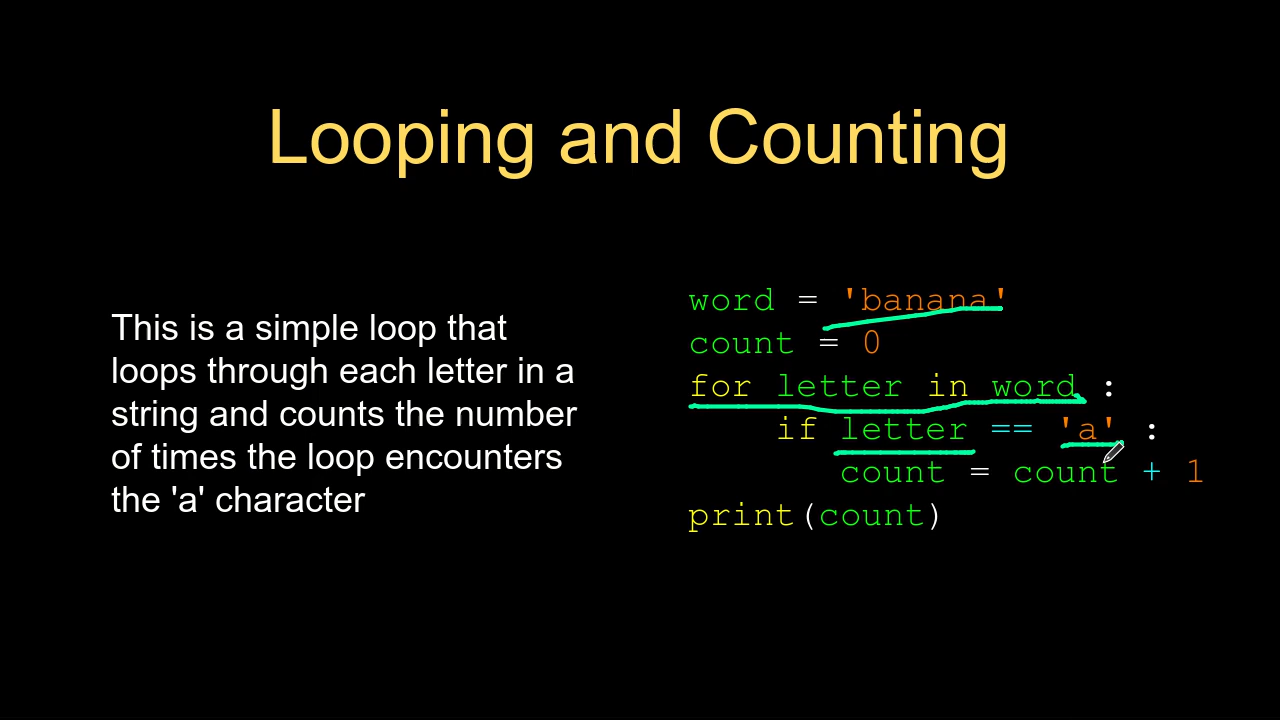 Looping and Counting
This is a simple loop that
loops through each letter in a
string and counts the number
of times the loop encounters
the 'a' character
word = 'banana'
count = 0
for letter in word :
    if letter == 'a' :
       count = count + 1
print(count)